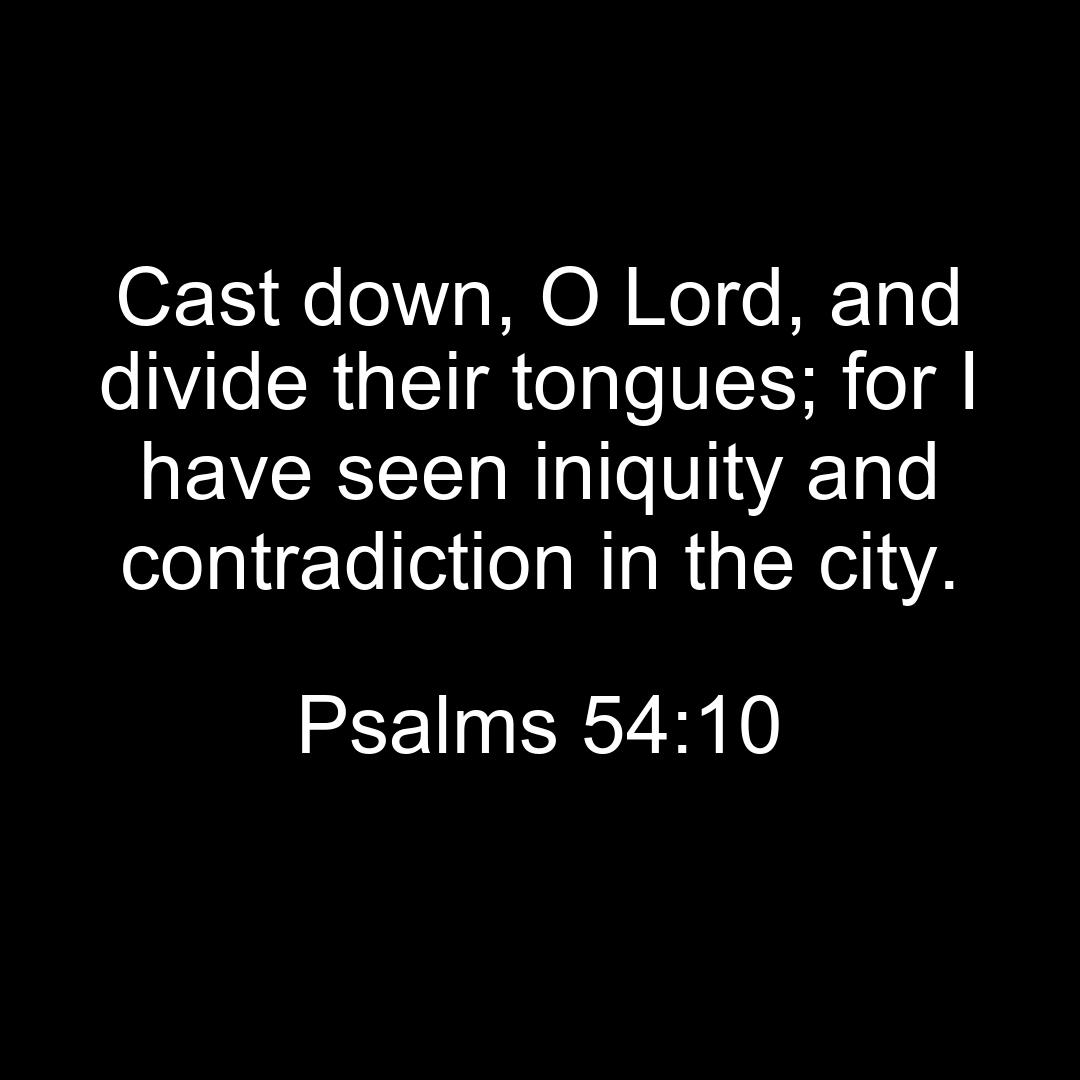 Cast down, O Lord, and
divide their tongues; for I
have seen iniquity and
contradiction in the city.
Psalms 54:10